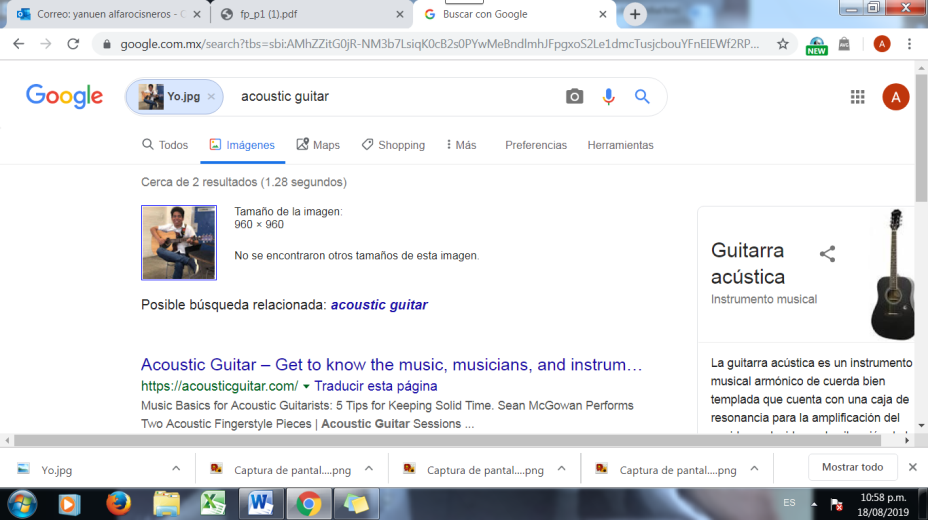 Correo: yanuen alfarocisneros - C
fp_p1 (1).pdf
Buscar con Google
google.com.mx/search?tbs=sbi:AMhZZitG0jR-NM3b7LsiqK0cB2s0PYwMeBndlmhJFpgxoS2Le1dmcTusjcbouYFnEIEWf2RP...
NEW
A
Google
Yo.jpg
acoustic guitar
A
Todos
Imágenes
Maps
Shopping
Más
Preferencias
Herramientas
Cerca de 2 resultados (1.28 segundos)
Tamaño de la imagen:
960 × 960
No se encontraron otros tamaños de esta imagen.
Posible búsqueda relacionada: acoustic guitar
Acoustic Guitar – Get to know the music, musicians, and instrum…
https://acousticguitar.com/ Traducir esta página
Music Basics for Acoustic Guitarists: 5 Tips for Keeping Solid Time. Sean McGowan Performs
Two Acoustic Fingerstyle Pieces | Acoustic Guitar Sessions ...
Guitarra
acústica
Instrumento musical
La guitarra acústica es un instrumento
musical armónico de cuerda bien
templada que cuenta con una caja de
resonancia para la amplificación del
Yo.jpg
Captura de pantal....png
Captura de pantal....png
Captura de pantal....png
Mostrar todo
ES
10:58 p.m.
18/08/2019